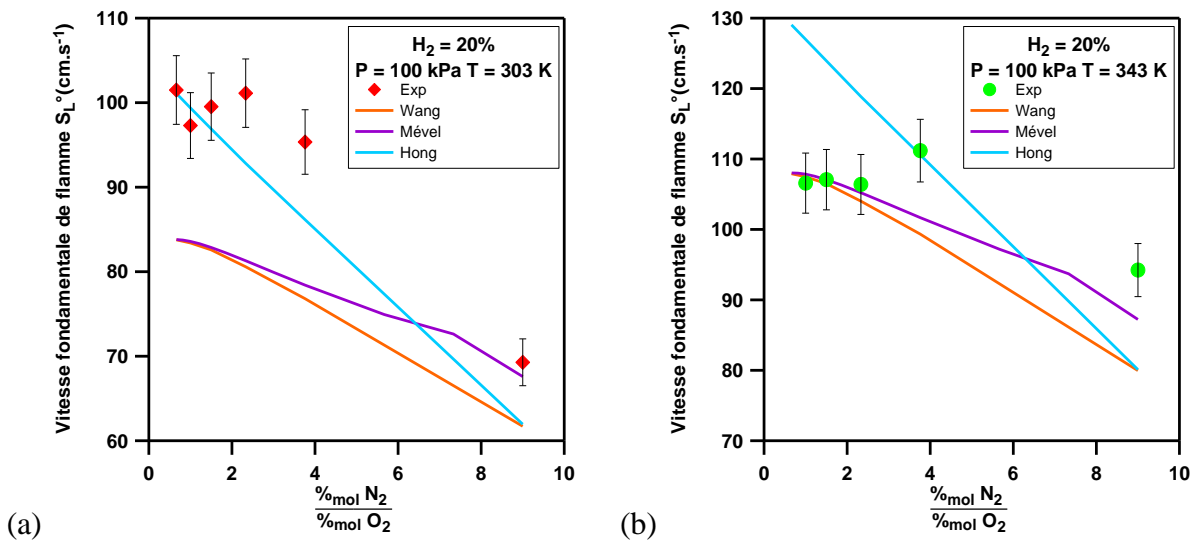 Vitesse fondamentale de flamme S_L°(cm.s⁻¹)
110
100
90
80
70
60
H₂ = 20%
P = 100 kPa T = 303 K
Exp
Wang
Mével
Hong
0 2 4 6 8 10
%mol N₂
%mol O₂
(a)
Vitesse fondamentale de flamme S_L°(cm.s⁻¹)
130
120
110
100
90
80
70
H₂ = 20%
P = 100 kPa T = 343 K
Exp
Wang
Mével
Hong
0 2 4 6 8 10
%mol N₂
%mol O₂
(b)